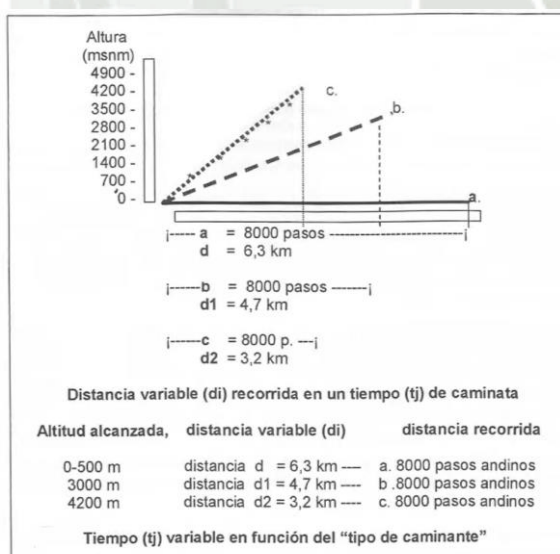 Altura
(msnm)
4900 -
4200 -
3500 -
2800 -
2100 -
1400 -
700 -
0 -
c.
b.
a.
¡----- a = 8000 pasos ----------------------¡
d = 6,3 km
¡------b = 8000 pasos -------¡
d1 = 4,7 km
¡------c = 8000 p. ---¡
d2 = 3,2 km
Distancia variable (di) recorrida en un tiempo (tj) de caminata
Altitud alcanzada, distancia variable (di) distancia recorrida
0-500 m distancia d = 6,3 km ---- a. 8000 pasos andinos
3000 m distancia d1 = 4,7 km ---- b .8000 pasos andinos
4200 m distancia d2 = 3,2 km ---- c. 8000 pasos andinos
Tiempo (tj) variable en función del “tipo de caminante”